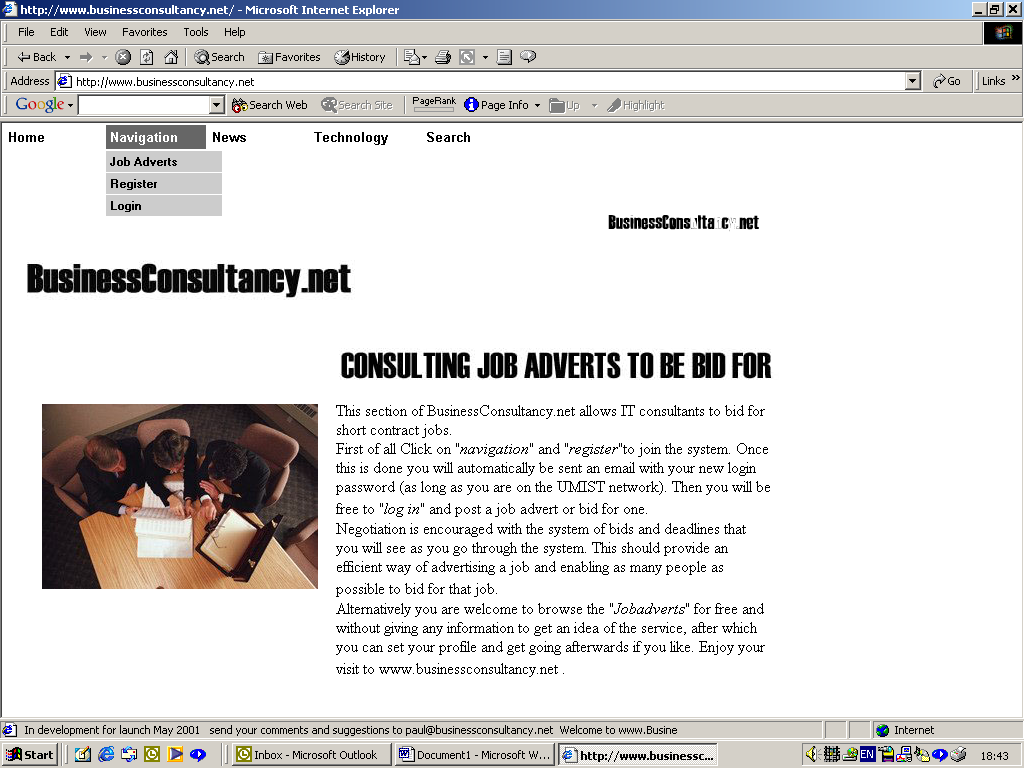 http://www.businessconsultancy.net/ - Microsoft Internet Explorer
File Edit View Favorites Tools Help
Back Search Favorites History
Address http://www.businessconsultancy.net Go Links »
Google Search Web Search Site PageRank Page Info Up Highlight
Home Navigation News Technology Search
Job Adverts
Register
Login
BusinessConsultancy.net
BusinessConsultancy.net
CONSULTING JOB ADVERTS TO BE BID FOR
This section of BusinessConsultancy.net allows IT consultants to bid for
short contract jobs.
First of all Click on "navigation" and "register"to join the system. Once
this is done you will automatically be sent an email with your new login
password (as long as you are on the UMIST network). Then you will be
free to "log in" and post a job advert or bid for one.
Negotiation is encouraged with the system of bids and deadlines that
you will see as you go through the system. This should provide an
efficient way of advertising a job and enabling as many people as
possible to bid for that job.
Alternatively you are welcome to browse the "Jobadverts" for free and
without giving any information to get an idea of the service, after which
you can set your profile and get going afterwards if you like. Enjoy your
visit to www.businessconsultancy.net .
In development for launch May 2001 send your comments and suggestions to paul@businessconsultancy.net Welcome to www.Busine Internet
Start Inbox - Microsoft Outlook Document1 - Microsoft W... http://www.businessc... EN 18:43